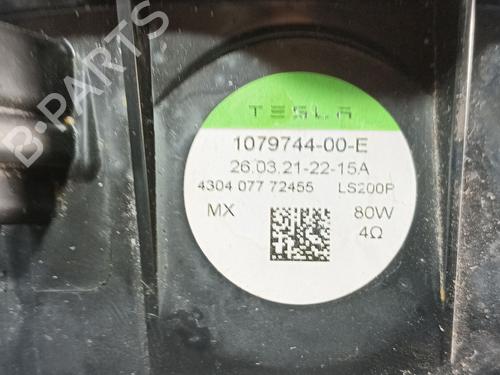 B-PARTS
TESLA
1079744-00-E
26.03.21-22-15A
4304 077 72455 LS200P
MX 80W
4Ω